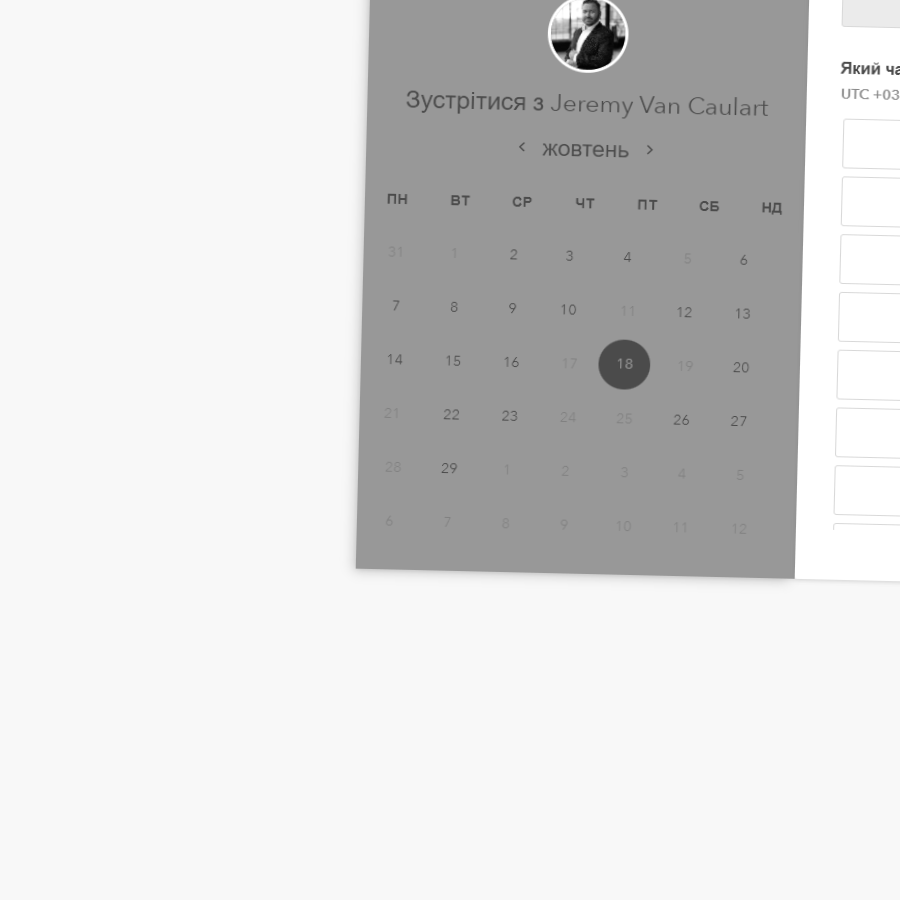 Зустрітися з Jeremy Van Caulart
жовтень
ПН ВТ СР ЧТ ПТ СБ НД
31 1 2 3 4 5 6
7 8 9 10 11 12 13
14 15 16 17 18 19 20
21 22 23 24 25 26 27
28 29 1 2 3 4 5
6 7 8 9 10 11 12
Який
UTC +03